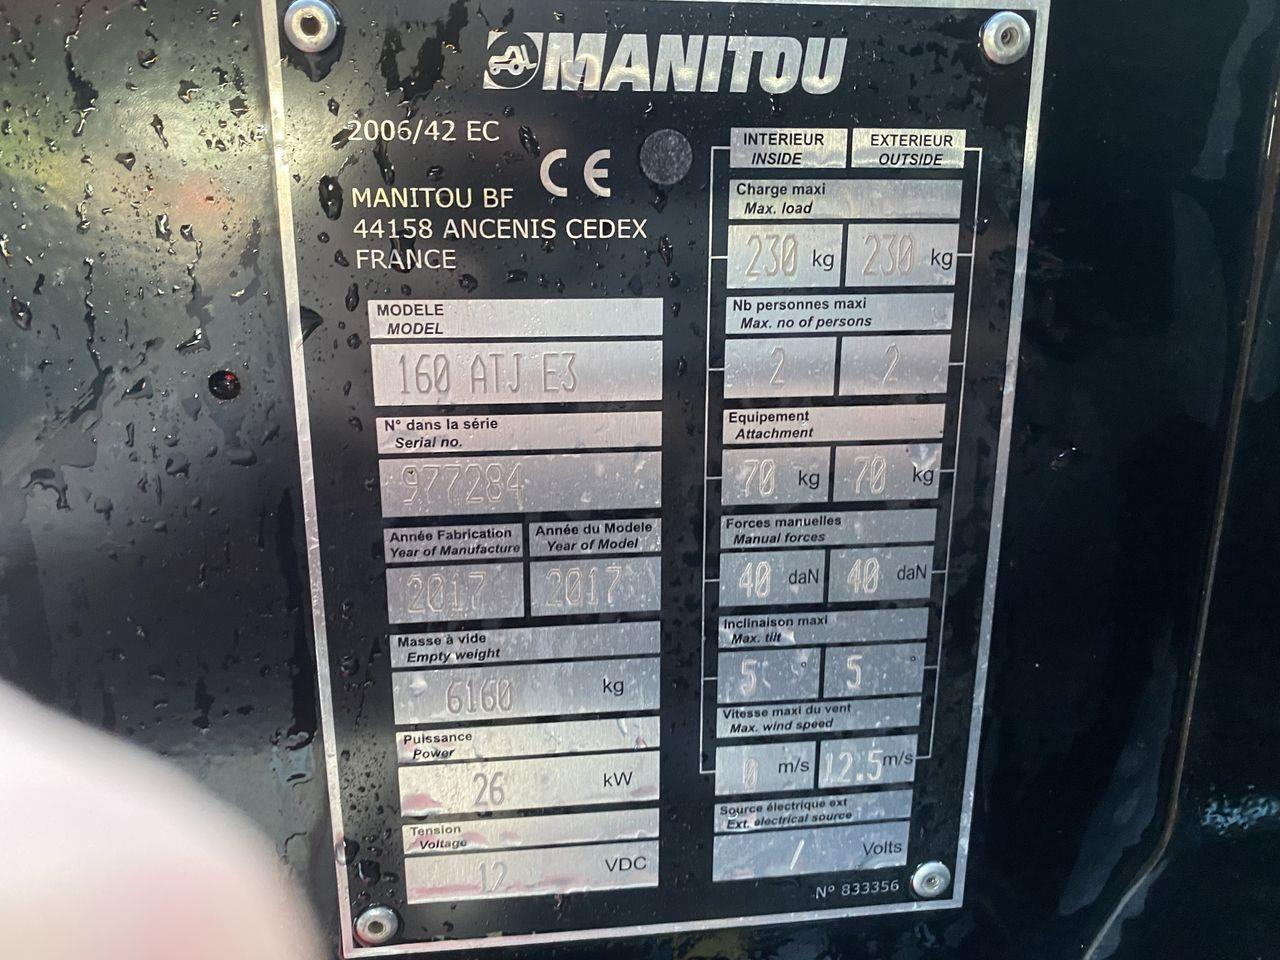 MANITOU
2006/42 EC
CE
MANITOU BF
44158 ANCENIS CEDEX
FRANCE
MODELE
MODEL
160 ATJ E3
N° dans la série
Serial no.
977284
Année Fabrication
Year of Manufacture
2017
Année du Modele
Year of Model
2017
Masse à vide
Empty weight
6160 kg
Puissance
Power
26 kW
Tension
Voltage
12 VDC
INTERIEUR
INSIDE
EXTERIEUR
OUTSIDE
Charge maxi
Max. load
230 kg 230 kg
Nb personnes maxi
Max. no of persons
2 2
Equipement
Attachment
70 kg 70 kg
Forces manuelles
Manual forces
40 daN 40 daN
Inclinaison maxi
Max. tilt
5 ° 5 °
Vitesse maxi du vent
Max. wind speed
0 m/s 12.5 m/s
Source électrique ext
Ext. electrical source
/ Volts
N° 833356